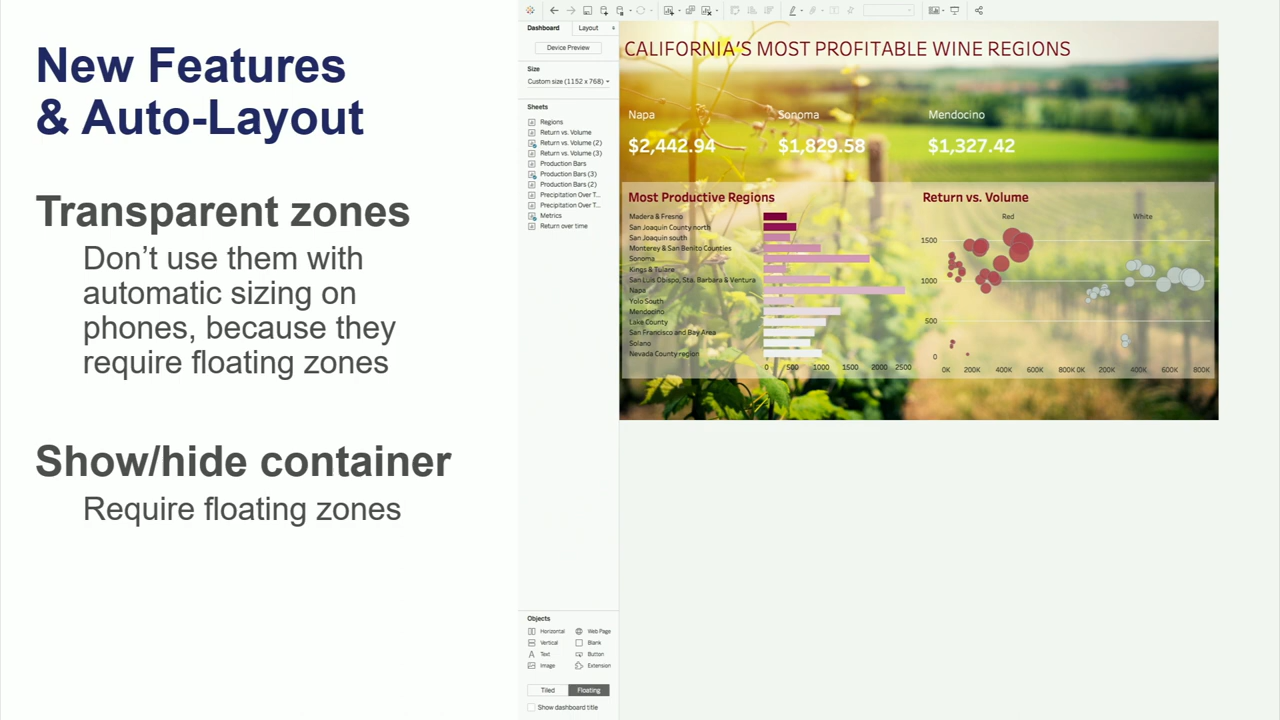 New Features
& Auto-Layout
Transparent zones
Don’t use them with
automatic sizing on
phones, because they
require floating zones
Show/hide container
Require floating zones
Dashboard
Layout
Device Preview
Size
Custom size (1152 x 768)
Sheets
Regions
Return vs. Volume
Return vs. Volume (2)
Return vs. Volume (3)
Production Bars
Production Bars (3)
Production Bars (2)
Precipitation Over T...
Precipitation Over T...
Metrics
Return over time
Objects
Horizontal Web Page
Vertical Blank
Text Button
Image Extension
Tiled Floating
Show dashboard title
CALIFORNIA'S MOST PROFITABLE WINE REGIONS
Napa Sonoma Mendocino
$2,442.94 $1,829.58 $1,327.42
Most Productive Regions
Madera & Fresno
San Joaquin County north
San Joaquin south
Monterey & San Benito Counties
Sonoma
Kings & Tulare
San Luis Obispo, Sta. Barbara & Ventura
Napa
Yolo South
Mendocino
Lake County
San Francisco and Bay Area
Solano
Nevada County region
0 500 1000 1500 2000 2500
Return vs. Volume
Red White
1500
1000
500
0
0K 200K 400K 600K 800K 0K 200K 400K 600K 800K